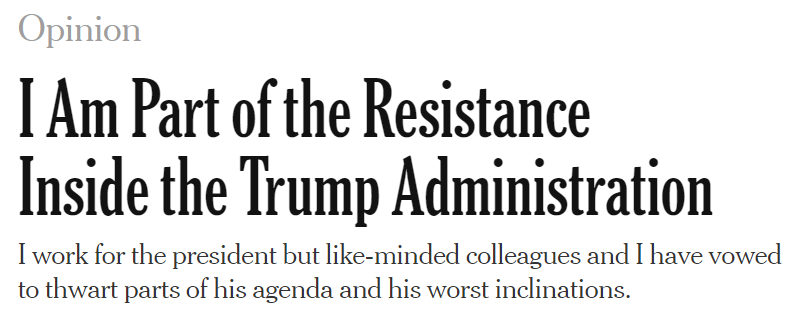 Opinion
I Am Part of the Resistance
Inside the Trump Administration
I work for the president but like-minded colleagues and I have vowed
to thwart parts of his agenda and his worst inclinations.